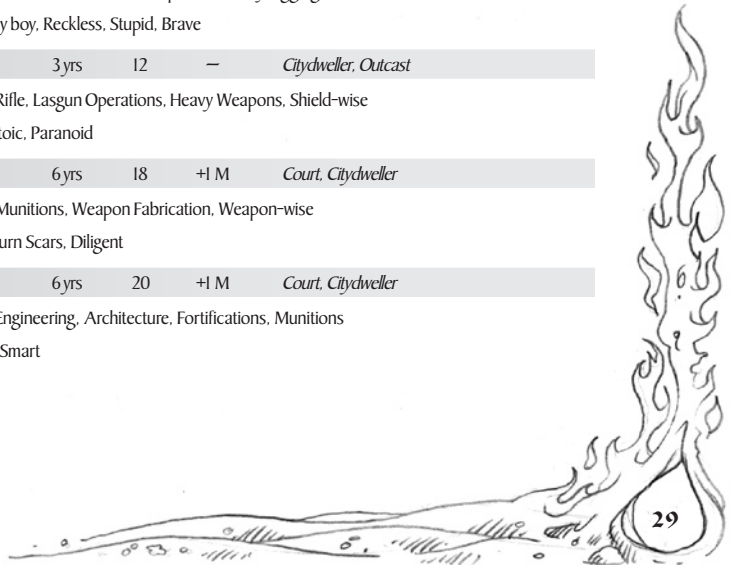 y boy, Reckless, Stupid, Brave
3 yrs 12 – Citydweller, Outcast
Rifle, Lasgun Operations, Heavy Weapons, Shield-wise
toic, Paranoid
6 yrs 18 +1 M Court, Citydweller
Munitions, Weapon Fabrication, Weapon-wise
urn Scars, Diligent
6 yrs 20 +1 M Court, Citydweller
Engineering, Architecture, Fortifications, Munitions
Smart
29